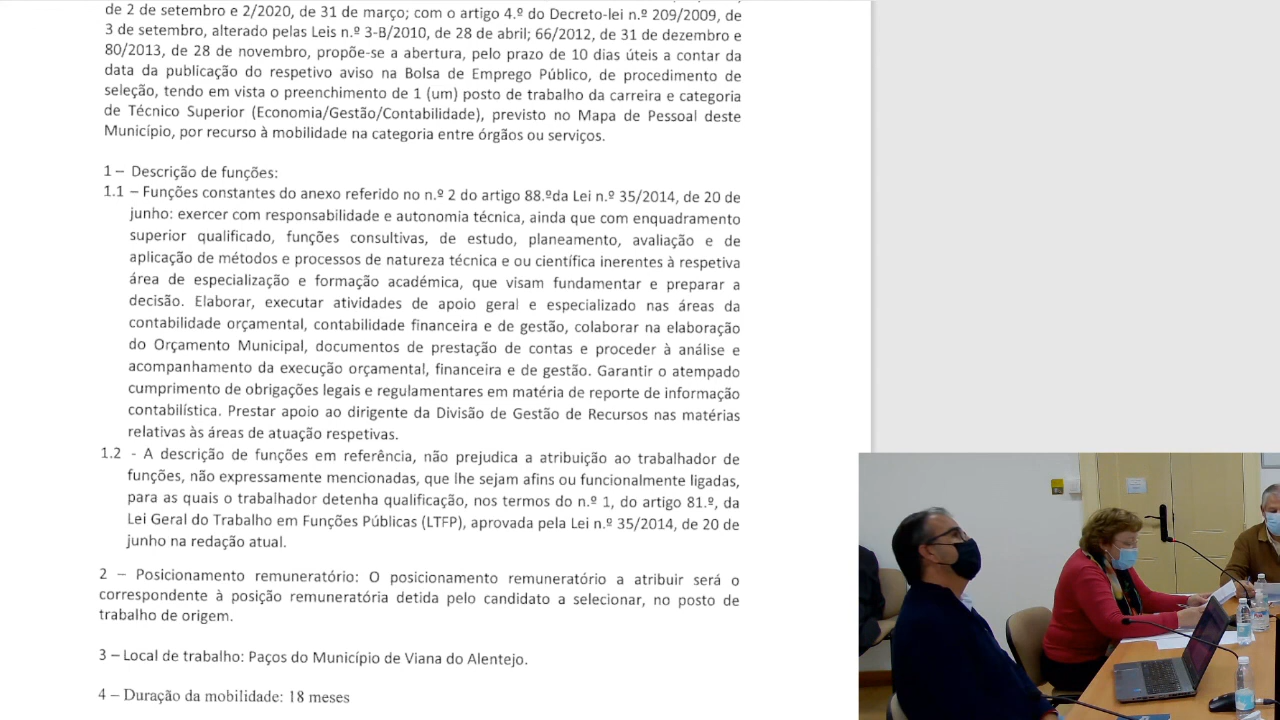 de 2 de setembro e 2/2020, de 31 de março; com o artigo 4.º do Decreto-lei n.º 209/2009, de
3 de setembro, alterado pelas Leis n.º 3-B/2010, de 28 de abril; 66/2012, de 31 de dezembro e
80/2013, de 28 de novembro, propõe-se a abertura, pelo prazo de 10 dias úteis a contar da
data da publicação do respetivo aviso na Bolsa de Emprego Público, de procedimento de
seleção, tendo em vista o preenchimento de 1 (um) posto de trabalho da carreira e categoria
de Técnico Superior (Economia/Gestão/Contabilidade), previsto no Mapa de Pessoal deste
Município, por recurso à mobilidade na categoria entre órgãos ou serviços.
1 – Descrição de funções:
1.1 – Funções constantes do anexo referido no n.º 2 do artigo 88.ºda Lei n.º 35/2014, de 20 de
junho: exercer com responsabilidade e autonomia técnica, ainda que com enquadramento
superior qualificado, funções consultivas, de estudo, planeamento, avaliação e de
aplicação de métodos e processos de natureza técnica e ou científica inerentes à respetiva
área de especialização e formação académica, que visam fundamentar e preparar a
decisão. Elaborar, executar atividades de apoio geral e especializado nas áreas da
contabilidade orçamental, contabilidade financeira e de gestão, colaborar na elaboração
do Orçamento Municipal, documentos de prestação de contas e proceder à análise e
acompanhamento da execução orçamental, financeira e de gestão. Garantir o atempado
cumprimento de obrigações legais e regulamentares em matéria de reporte de informação
contabilística. Prestar apoio ao dirigente da Divisão de Gestão de Recursos nas matérias
relativas às áreas de atuação respetivas.
1.2 - A descrição de funções em referência, não prejudica a atribuição ao trabalhador de
funções, não expressamente mencionadas, que lhe sejam afins ou funcionalmente ligadas,
para as quais o trabalhador detenha qualificação, nos termos do n.º 1, do artigo 81.º, da
Lei Geral do Trabalho em Funções Públicas (LTFP), aprovada pela Lei n.º 35/2014, de 20 de
junho na redação atual.
2 – Posicionamento remuneratório: O posicionamento remuneratório a atribuir será o
correspondente à posição remuneratória detida pelo candidato a selecionar, no posto de
trabalho de origem.
3 – Local de trabalho: Paços do Município de Viana do Alentejo.
4 – Duração da mobilidade: 18 meses